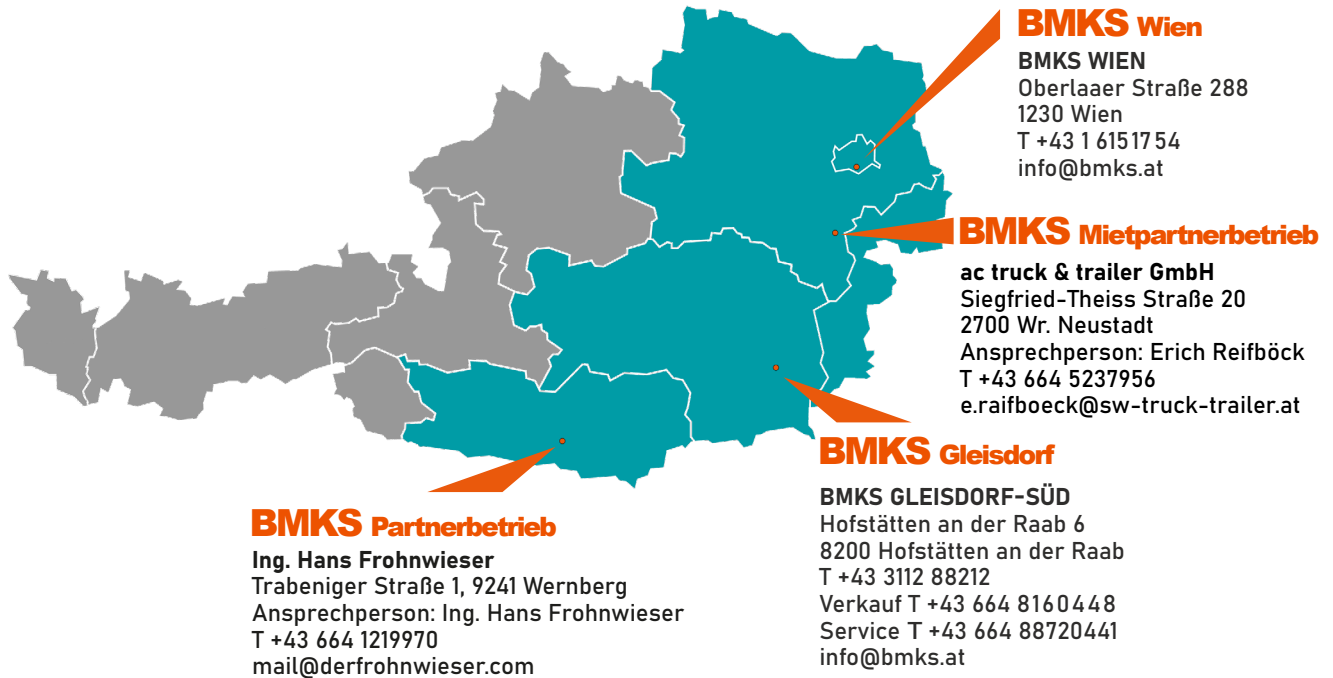 BMKS Wien
BMKS WIEN
Oberlaaer Straße 288
1230 Wien
T +43 1 6151754
info@bmks.at
BMKS Mietpartnerbetrieb
ac truck & trailer GmbH
Siegfried-Theiss Straße 20
2700 Wr. Neustadt
Ansprechperson: Erich Reifböck
T +43 664 5237956
e.raifboeck@sw-truck-trailer.at
BMKS Gleisdorf
BMKS GLEISDORF-SÜD
Hofstätten an der Raab 6
8200 Hofstätten an der Raab
T +43 3112 88212
Verkauf T +43 664 8160448
Service T +43 664 88720441
info@bmks.at
BMKS Partnerbetrieb
Ing. Hans Frohnwieser
Trabeniger Straße 1, 9241 Wernberg
Ansprechperson: Ing. Hans Frohnwieser
T +43 664 1219970
mail@derfrohnwieser.com